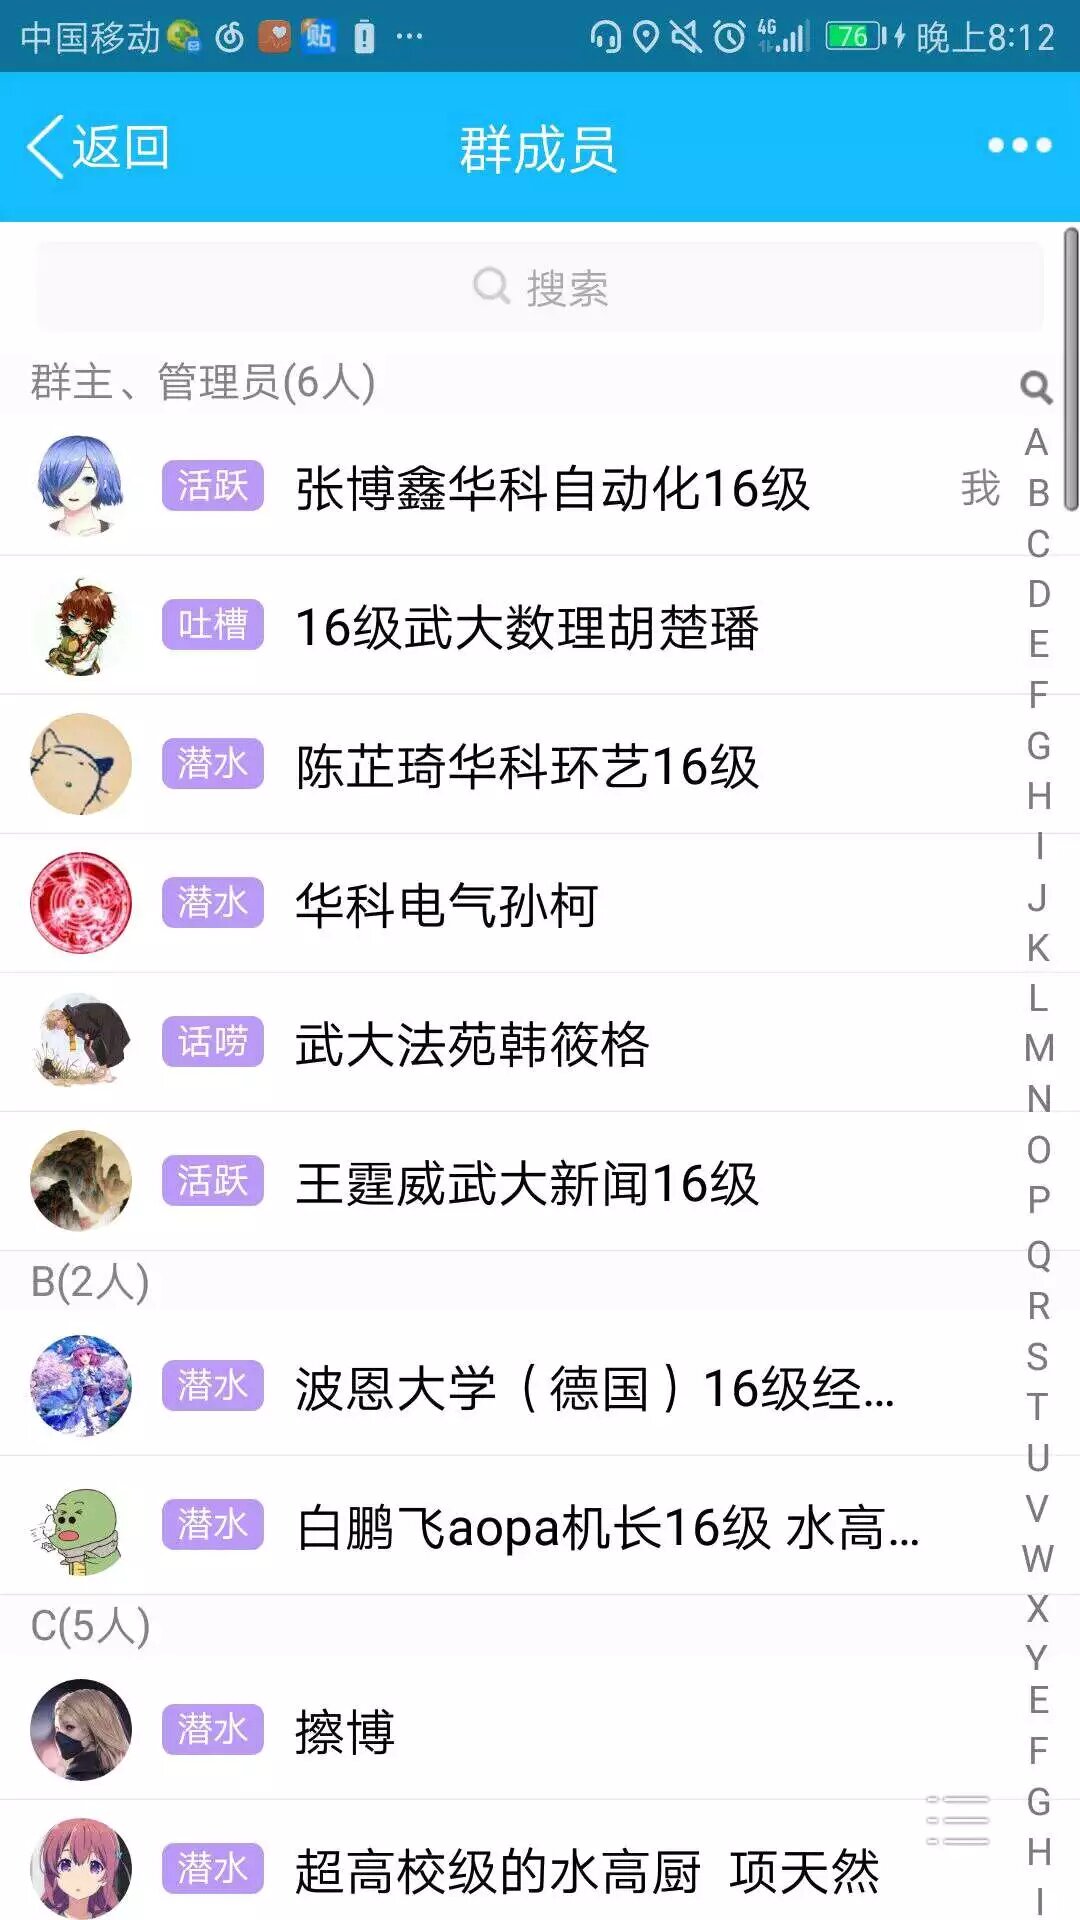 中国移动 贴 ... 4G 76 晚上8:12
返回 群成员
搜索
群主、管理员(6人)
活跃 张博鑫华科自动化16级 我
吐槽 16级武大数理胡楚璠
潜水 陈芷琦华科环艺16级
潜水 华科电气孙柯
话唠 武大法苑韩筱格
活跃 王霆威武大新闻16级
B(2人)
潜水 波恩大学（德国）16级经...
潜水 白鹏飞aopa机长16级 水高...
C(5人)
潜水 擦博
潜水 超高校级的水高厨 项天然
A
B
C
D
E
F
G
H
I
J
K
L
M
N
O
P
Q
R
S
T
U
V
W
X
Y
E
F
G
H
I